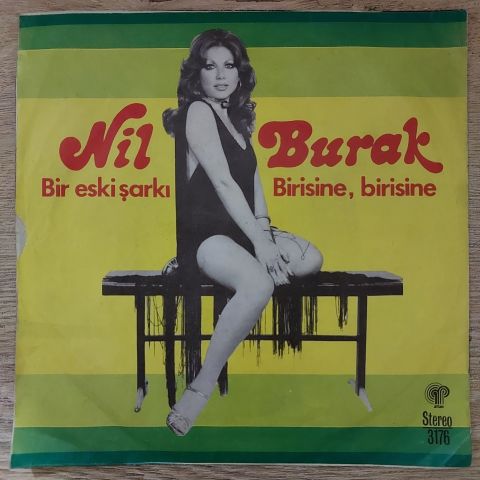 Nil Burak
Bir eski şarkı Birisine, birisine
Stereo
3176